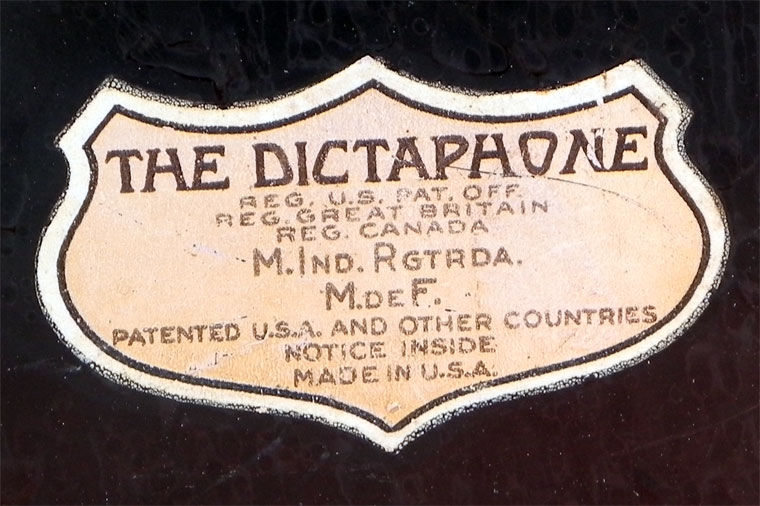 THE DICTAPHONE
REG. U.S. PAT. OFF.
REG. GREAT BRITAIN
REG. CANADA
M. IND. RGTRDA.
M. DE F.
PATENTED U.S.A. AND OTHER COUNTRIES
NOTICE INSIDE
MADE IN U.S.A.